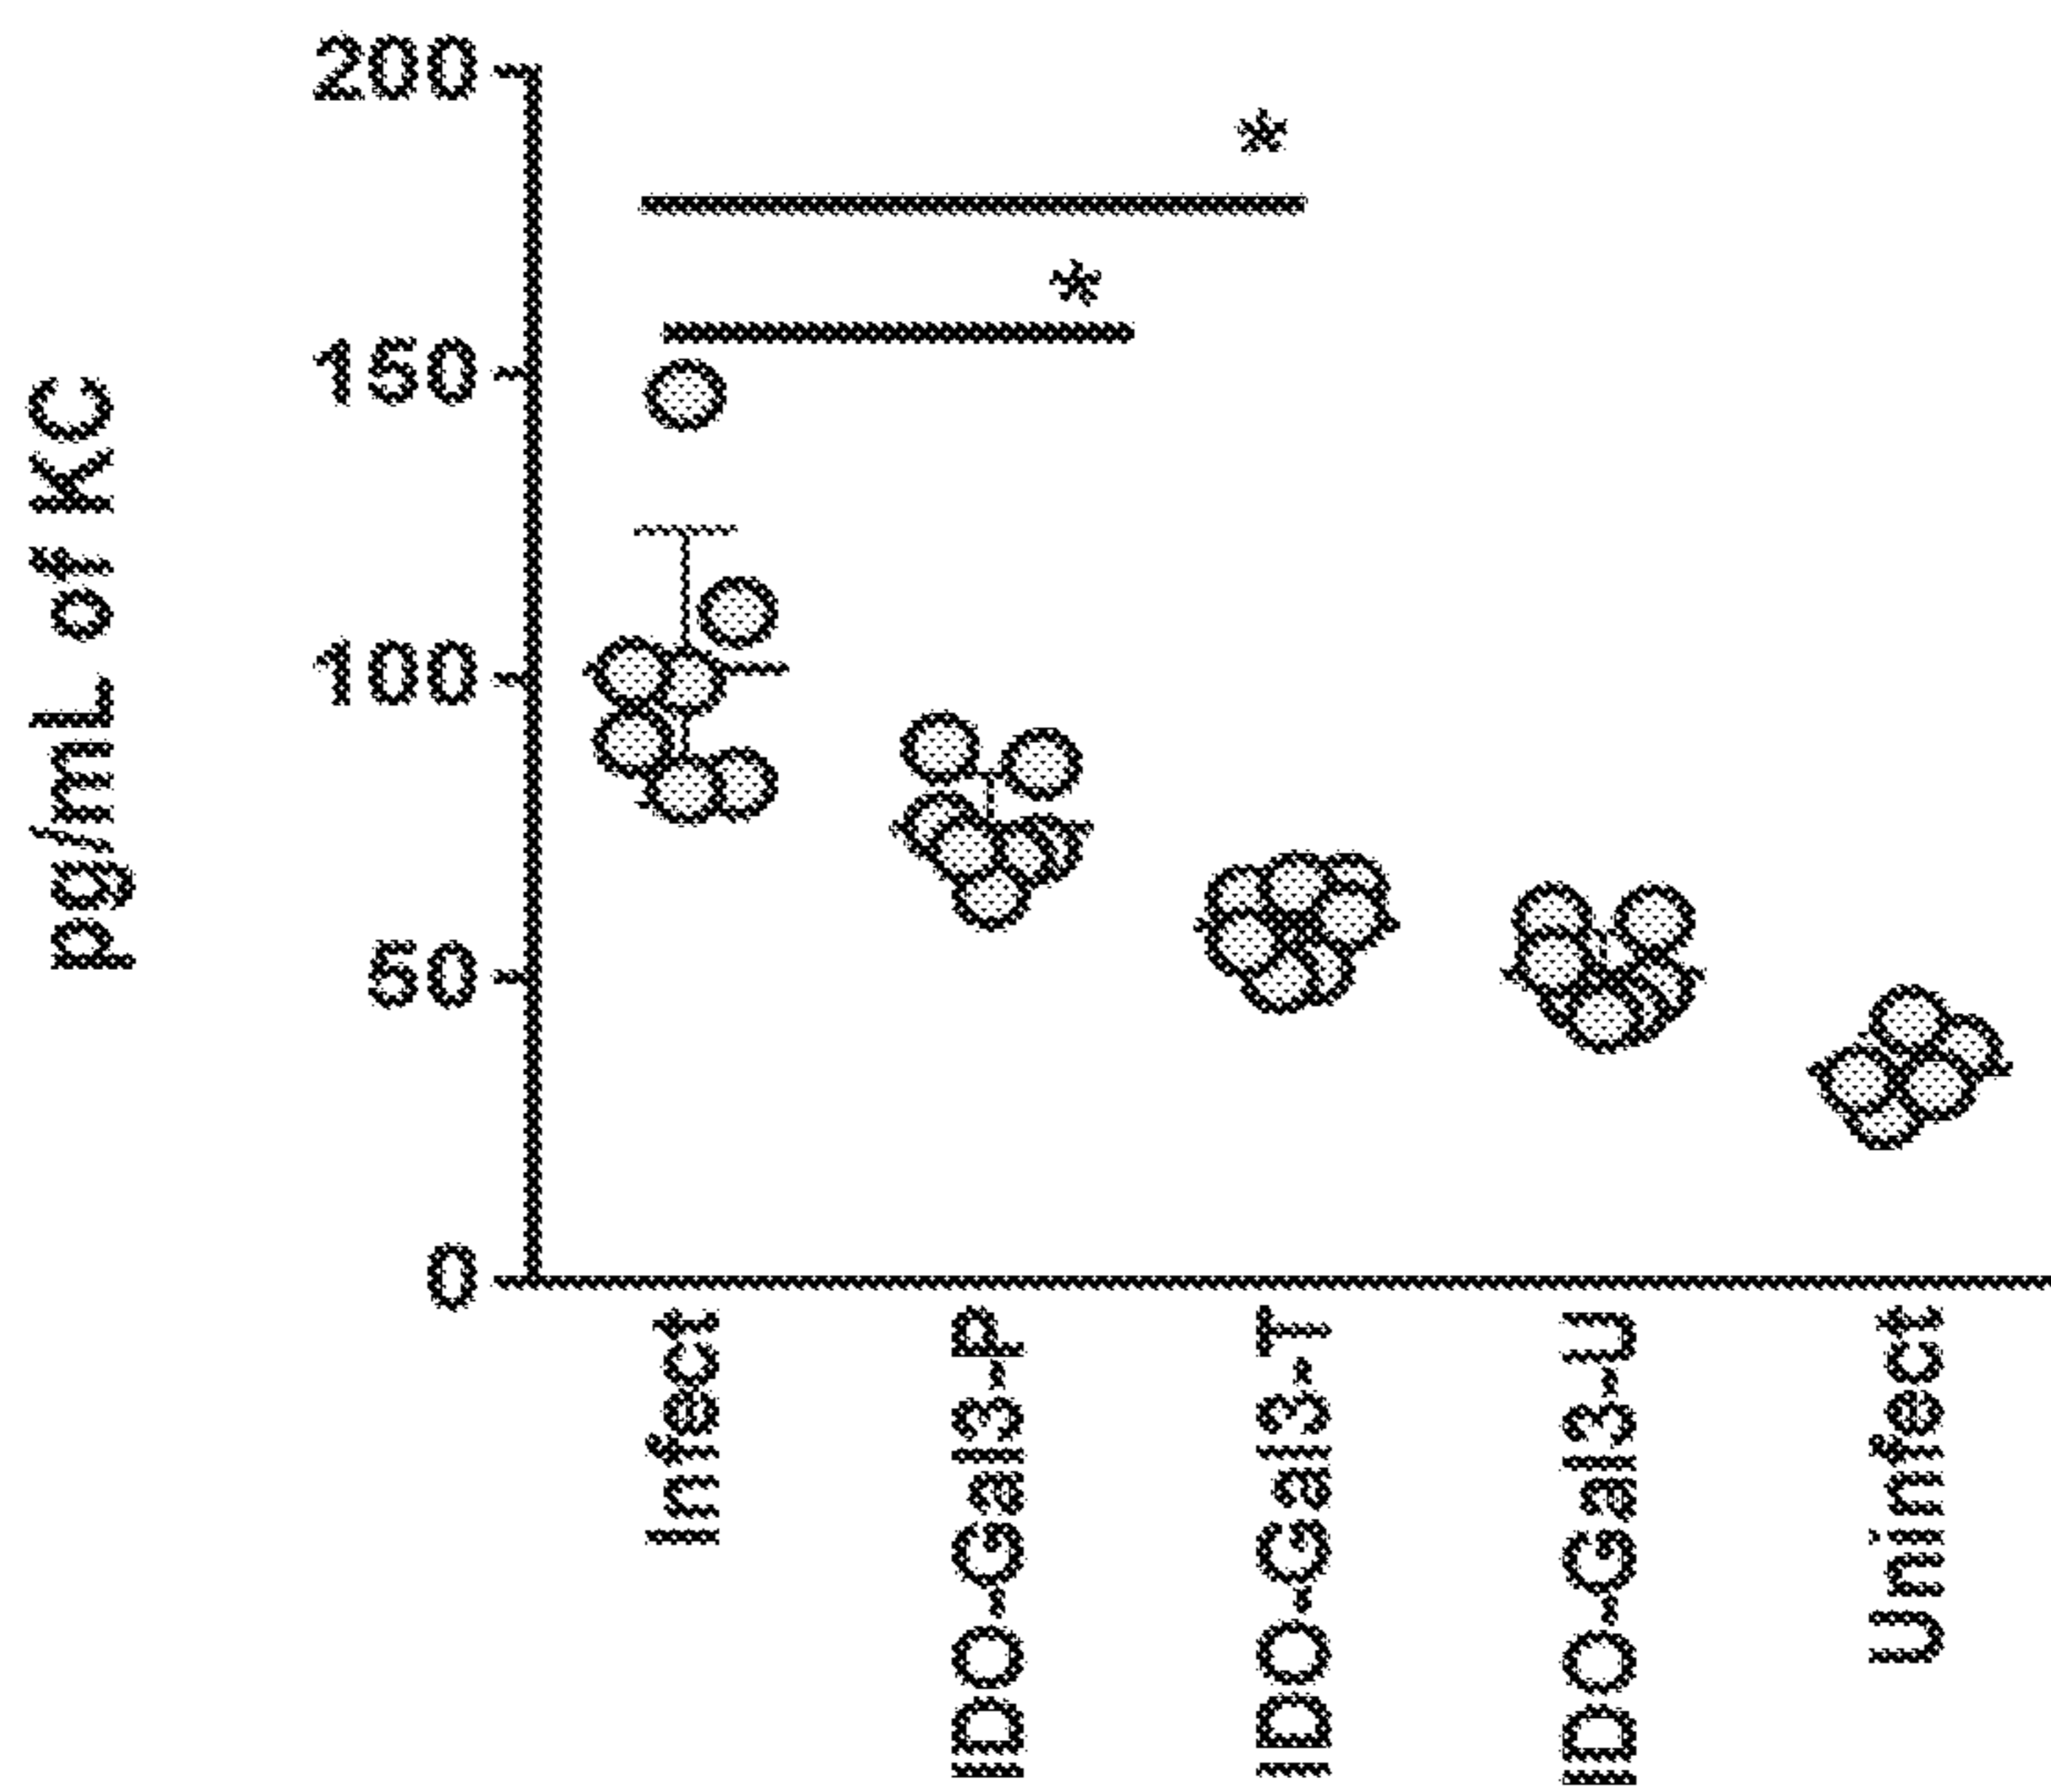 pg/mL of KC
200
150
100
50
0
*
*
Infect
IDO-Gal3-P
IDO-Gal3-T
IDO-Gal3-U
Uninfect